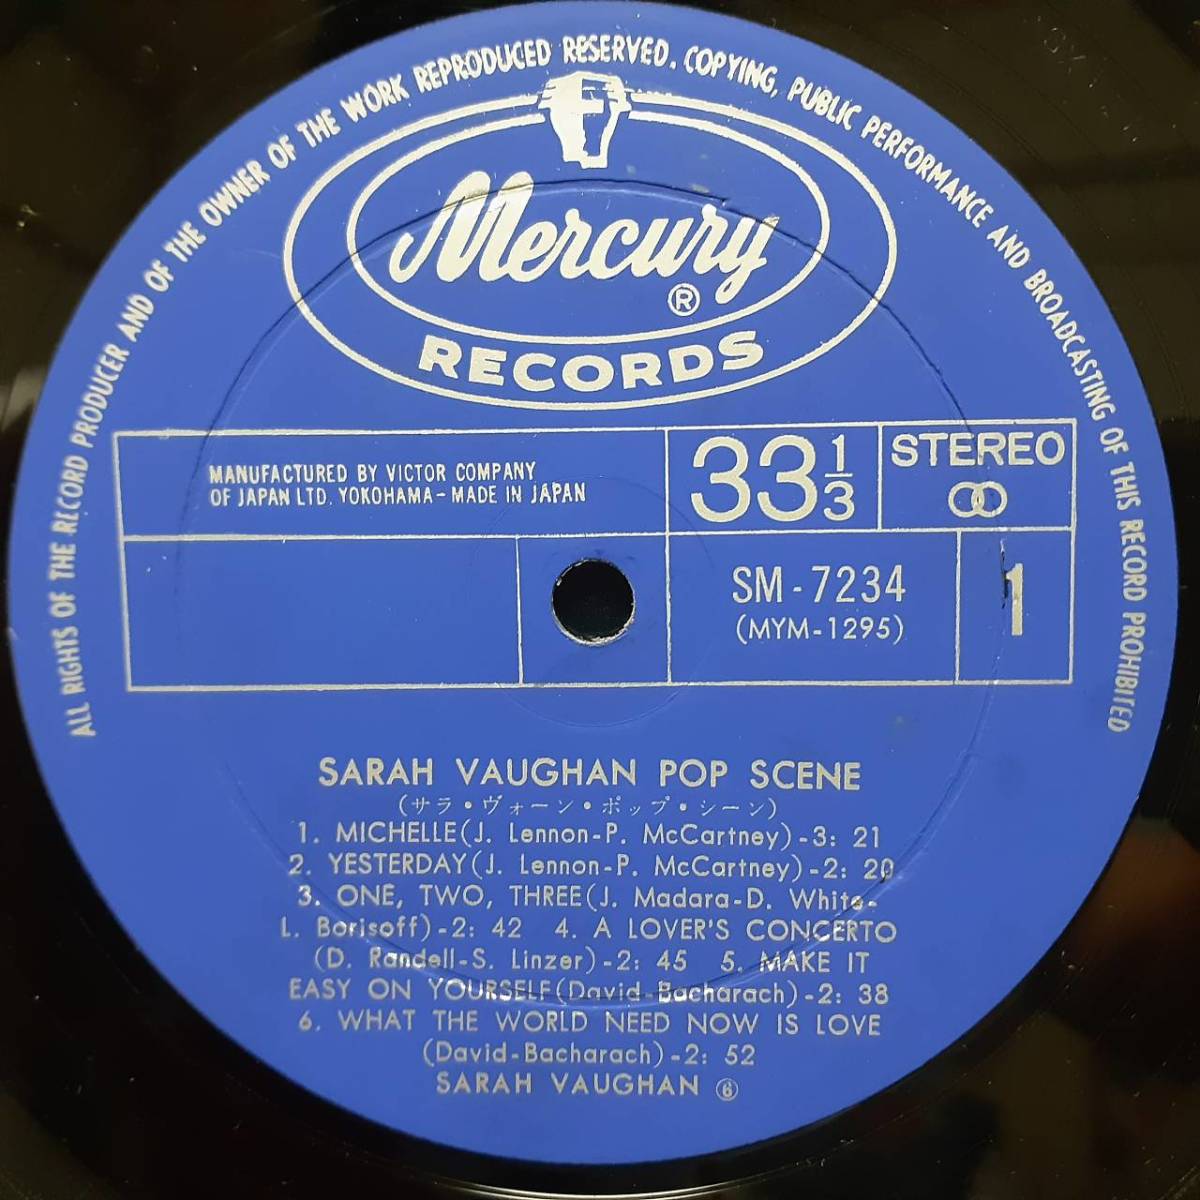 ALL RIGHTS OF THE RECORD PRODUCER AND OF THE OWNER OF THE WORK REPRODUCED RESERVED. COPYING, PUBLIC PERFORMANCE AND BROADCASTING OF THIS RECORD PROHIBITED
Mercury
®
RECORDS
MANUFACTURED BY VICTOR COMPANY
OF JAPAN LTD. YOKOHAMA - MADE IN JAPAN
33 1/3
STEREO
SM - 7234
(MYM-1295)
1
SARAH VAUGHAN POP SCENE
(サラ・ヴォーン・ポップ・シーン)
1. MICHELLE(J. Lennon-P. McCartney)-3: 21
2. YESTERDAY(J. Lennon-P. McCartney)-2: 20
3. ONE, TWO, THREE(J. Madara-D. White-
L. Borisoff)-2: 42 4. A LOVER'S CONCERTO
(D. Randell-S. Linzer)-2: 45 5. MAKE IT
EASY ON YOURSELF(David-Bacharach)-2: 38
6. WHAT THE WORLD NEED NOW IS LOVE
(David-Bacharach)-2: 52
SARAH VAUGHAN ⑥